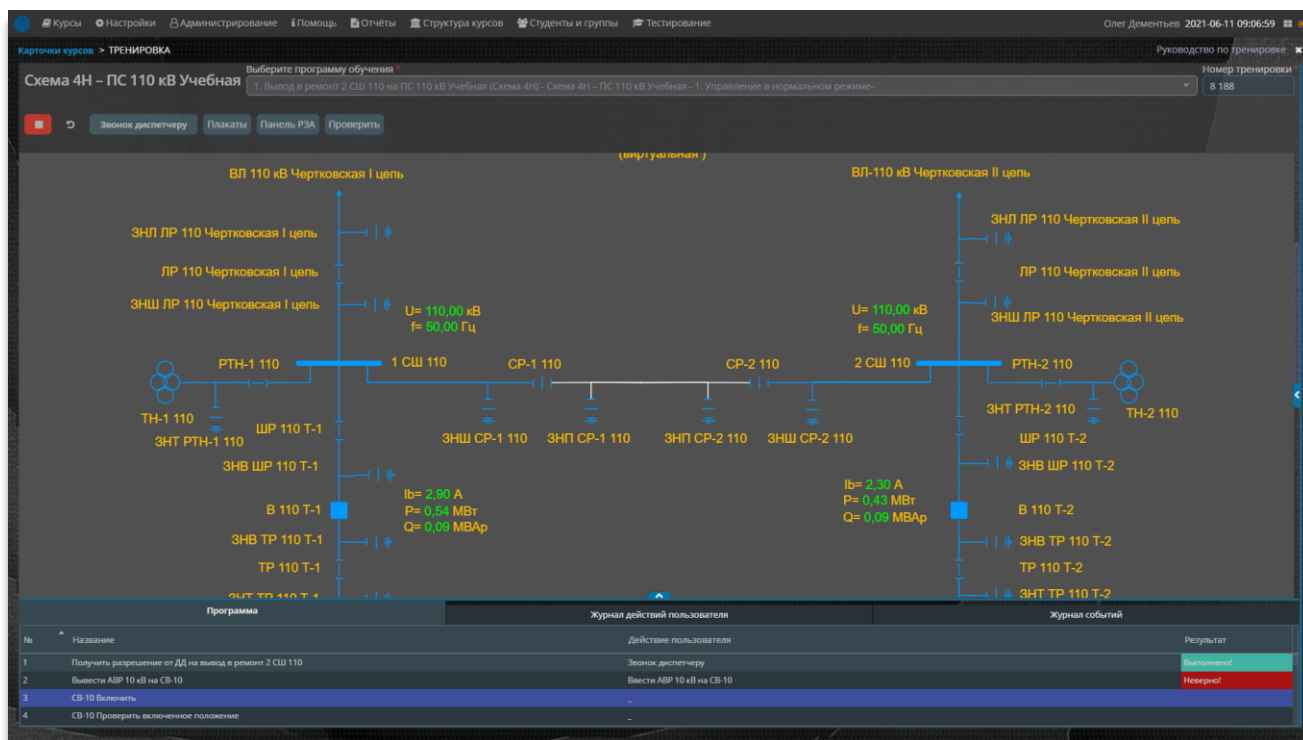 Курсы Настройки Администрирование Помощь Отчёты Структура курсов Студенты и группы Тестирование Олег Дементьев 2021-06-11 09:06:59
Карточки курсов > ТРЕНИРОВКА Руководство по тренировке
Схема 4Н – ПС 110 кВ Учебная Выберите программу обучения * Номер тренировки *
1. Вывод в ремонт 2 СШ 110 на ПС 110 кВ Учебная (Схема 4Н) - Схема 4Н – ПС 110 кВ Учебная - 1. Управление в нормальном режиме- 8 188
Звонок диспетчеру Плакаты Панель РЗА Проверить
(виртуальная )
ВЛ 110 кВ Чертковская I цепь ВЛ-110 кВ Чертковская II цепь
ЗНЛ ЛР 110 Чертковская I цепь ЗНЛ ЛР 110 Чертковская II цепь
ЛР 110 Чертковская I цепь ЛР 110 Чертковская II цепь
ЗНШ ЛР 110 Чертковская I цепь ЗНШ ЛР 110 Чертковская II цепь
U= 110,00 кВ U= 110,00 кВ
f= 50,00 Гц f= 50,00 Гц
РТН-1 110 1 СШ 110 СР-1 110 СР-2 110 2 СШ 110 РТН-2 110
ТН-1 110 ЗНТ РТН-2 110 ТН-2 110
ЗНТ РТН-1 110 ШР 110 Т-1 ЗНШ СР-1 110 ЗНП СР-1 110 ЗНП СР-2 110 ЗНШ СР-2 110 ШР 110 Т-2
ЗНВ ШР 110 Т-1 ЗНВ ШР 110 Т-2
Ib= 2,90 А Ib= 2,30 А
P= 0,54 МВт P= 0,43 МВт
Q= 0,09 МВАр Q= 0,09 МВАр
В 110 Т-1 В 110 Т-2
ЗНВ ТР 110 Т-1 ЗНВ ТР 110 Т-2
ТР 110 Т-1 ТР 110 Т-2
ЗНТ ТР 110 Т-1 ЗНТ ТР 110 Т-2
Программа Журнал действий пользователя Журнал событий
№ Название Действие пользователя Результат
1 Получить разрешение от ДД на вывод в ремонт 2 СШ 110 Звонок диспетчеру Выполнено!
2 Вывести АВР 10 кВ на СВ-10 Ввести АВР 10 кВ на СВ-10 Неверно!
3 СВ-10 Включить _
4 СВ-10 Проверить включенное положение _